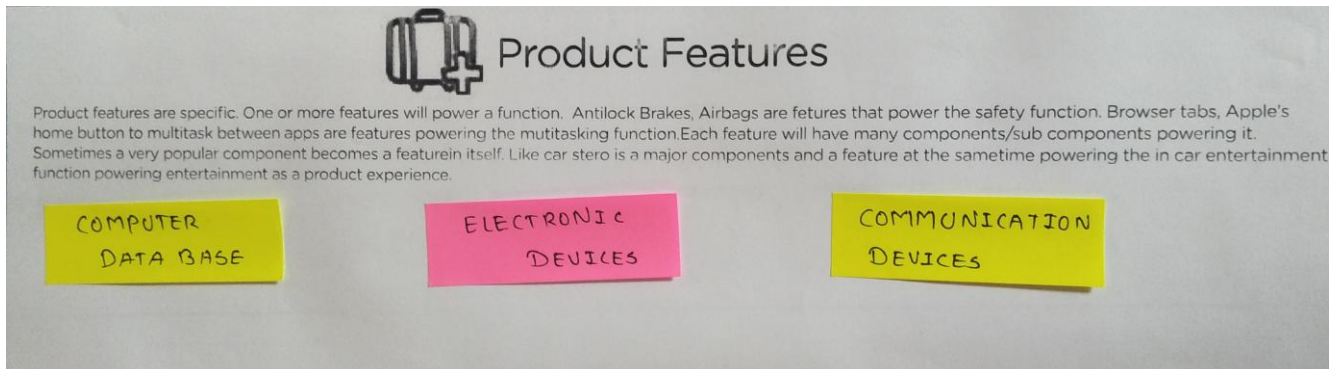 Product Features
Product features are specific. One or more features will power a function. Antilock Brakes, Airbags are fetures that power the safety function. Browser tabs, Apple's
home button to multitask between apps are features powering the mutitasking function.Each feature will have many components/sub components powering it.
Sometimes a very popular component becomes a featurein itself. Like car stero is a major components and a feature at the sametime powering the in car entertainment
function powering entertainment as a product experience.
COMPUTER
DATA BASE
ELECTRONIC
DEVICES
COMMUNICATION
DEVICES